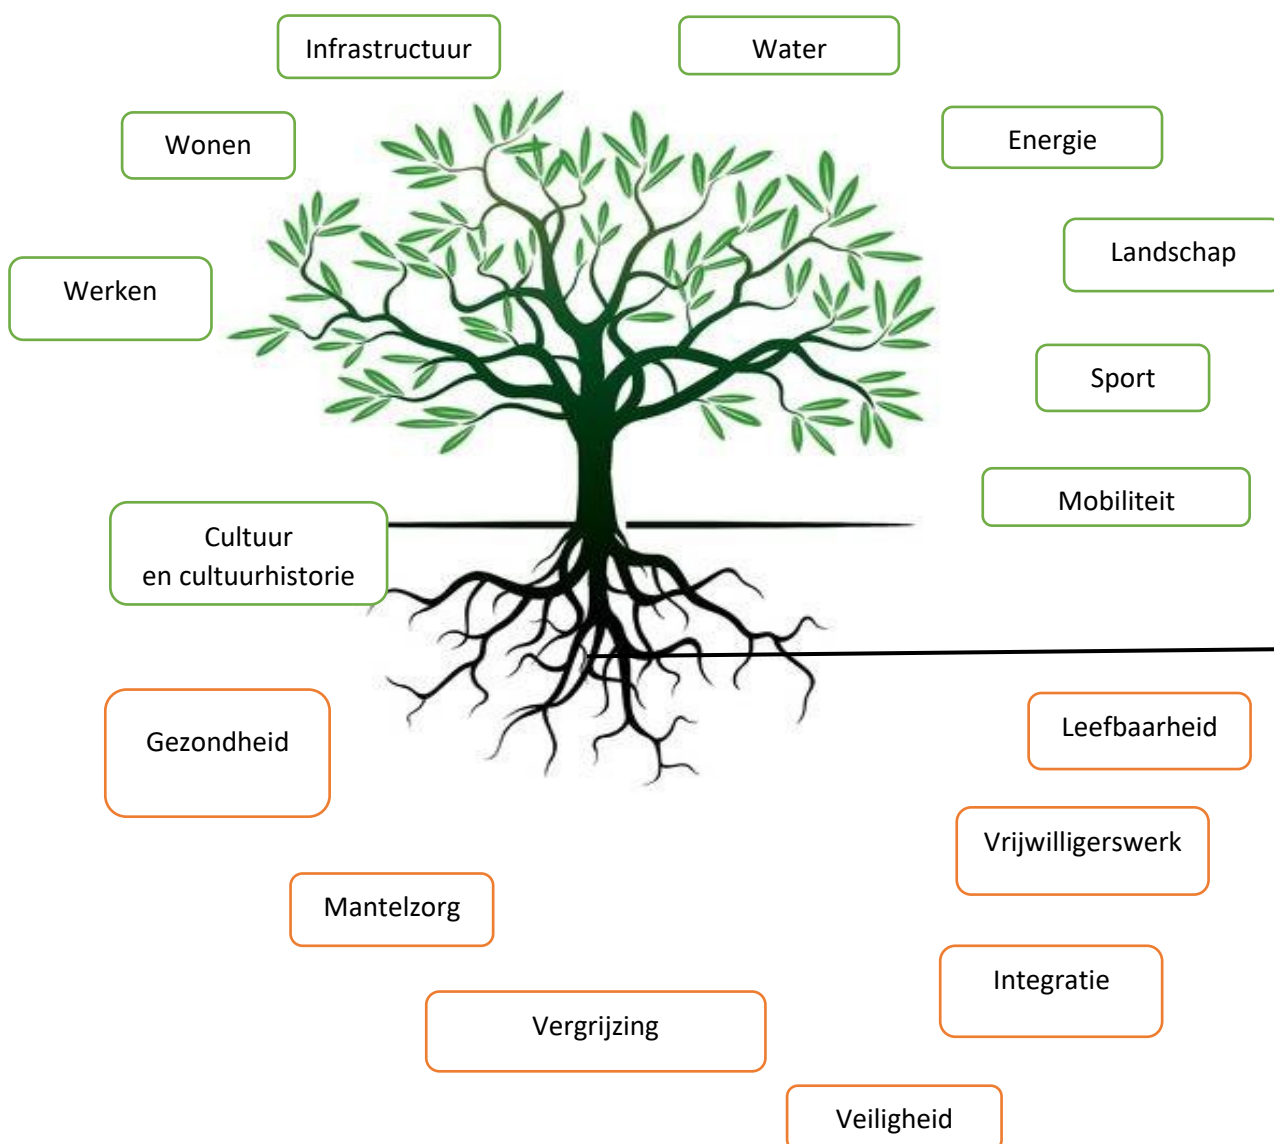 Infrastructuur
Water
Wonen
Energie
Landschap
Werken
Sport
Mobiliteit
Cultuur
en cultuurhistorie
Gezondheid
Leefbaarheid
Vrijwilligerswerk
Mantelzorg
Integratie
Vergrijzing
Veiligheid